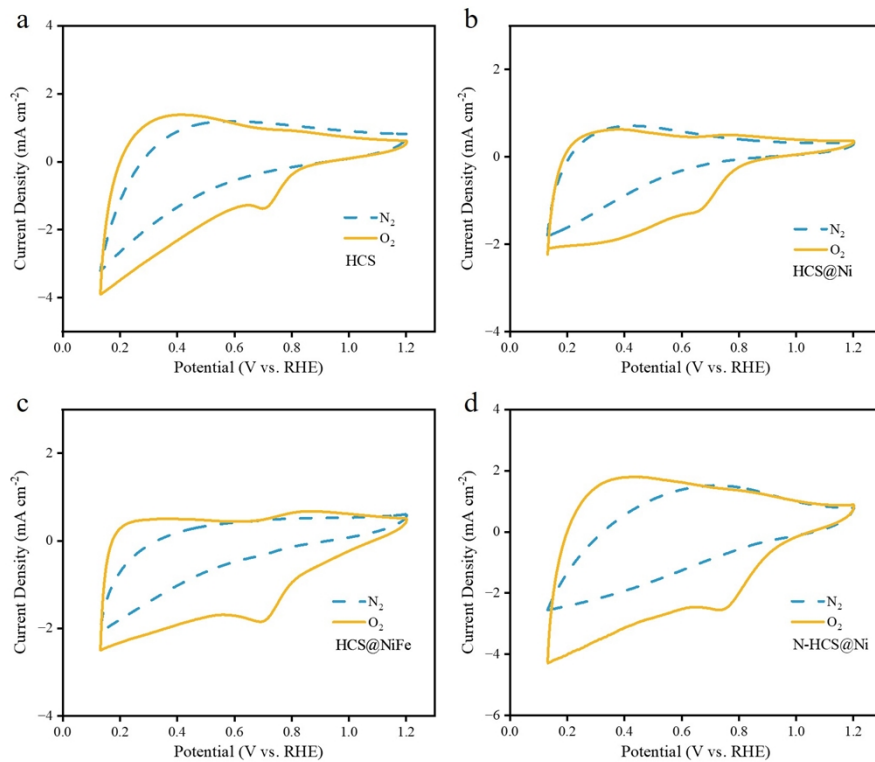 a
Current Density (mA cm⁻²)
4
2
0
−2
−4
0.0 0.2 0.4 0.6 0.8 1.0 1.2
Potential (V vs. RHE)
N₂
O₂
HCS
b
Current Density (mA cm⁻²)
2
0
−2
−4
0.0 0.2 0.4 0.6 0.8 1.0 1.2
Potential (V vs. RHE)
N₂
O₂
HCS@Ni
c
Current Density (mA cm⁻²)
2
0
−2
−4
0.0 0.2 0.4 0.6 0.8 1.0 1.2
Potential (V vs. RHE)
N₂
O₂
HCS@NiFe
d
Current Density (mA cm⁻²)
4
2
0
−2
−4
−6
0.0 0.2 0.4 0.6 0.8 1.0 1.2
Potential (V vs. RHE)
N₂
O₂
N-HCS@Ni